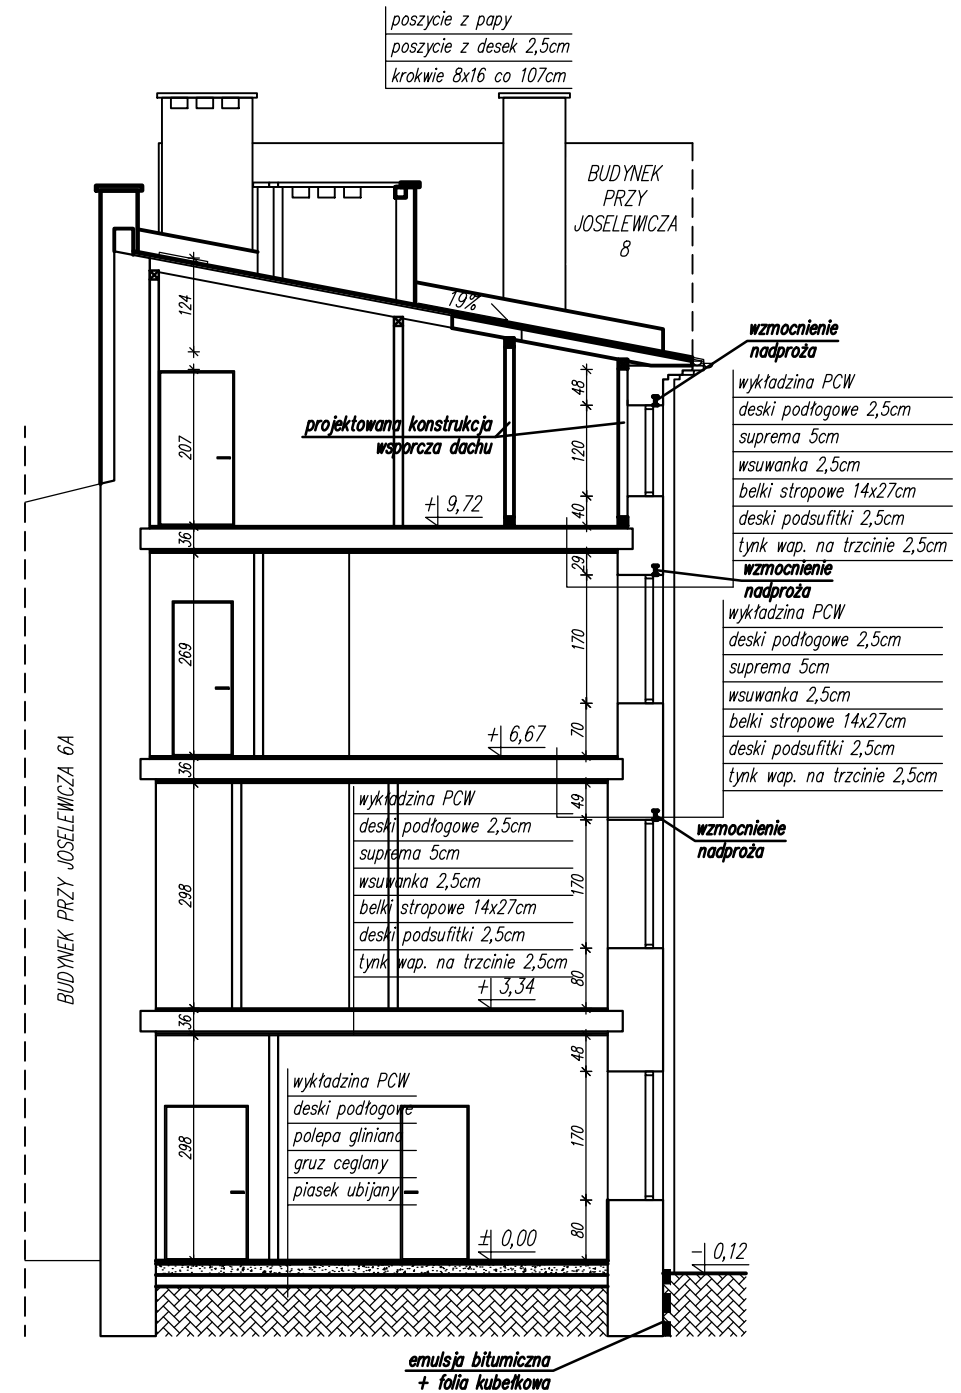 poszycie z papy
poszycie z desek 2,5cm
krokwie 8x16 co 107cm
BUDYNEK
PRZY
JOSELEWICZA
8
19%
124
wzmocnienie
nadproża
wykładzina PCW
deski podłogowe 2,5cm
suprema 5cm
wsuwanka 2,5cm
belki stropowe 14x27cm
deski podsufitki 2,5cm
tynk wap. na trzcinie 2,5cm
48
projektowana konstrukcja
wsporcza dachu
207
120
+ 9,72
40
36
29
wzmocnienie
nadproża
wykładzina PCW
deski podłogowe 2,5cm
suprema 5cm
wsuwanka 2,5cm
belki stropowe 14x27cm
deski podsufitki 2,5cm
tynk wap. na trzcinie 2,5cm
269
170
+ 6,67
70
36
49
BUDYNEK PRZY JOSELEWICZA 6A
wykładzina PCW
deski podłogowe 2,5cm
suprema 5cm
wsuwanka 2,5cm
belki stropowe 14x27cm
deski podsufitki 2,5cm
tynk wap. na trzcinie 2,5cm
wzmocnienie
nadproża
298
170
80
+ 3,34
36
48
wykładzina PCW
deski podłogowe
polepa gliniana
gruz ceglany
piasek ubijany
298
170
80
± 0,00
- 0,12
emulsja bitumiczna
+ folia kubełkowa